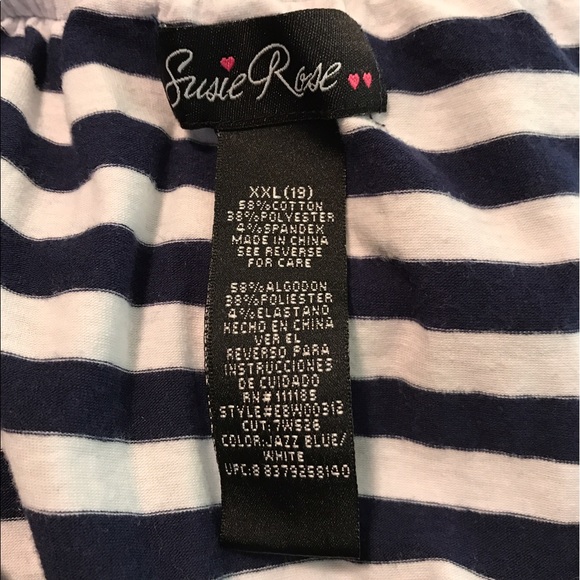 Susie Rose
XXL(19)
58%COTTON
38%POLYESTER
4%SPANDEX
MADE IN CHINA
SEE REVERSE
FOR CARE
58%ALGODON
38%POLIESTER
4%ELASTANO
HECHO EN CHINA
VER EL
REVERSO PARA
INSTRUCCIONES
DE CUIDADO
RN#111185
STYLE#EBW00312
CUT:7W526
COLOR:JAZZ BLUE/
WHITE
UPC:8 8379258140